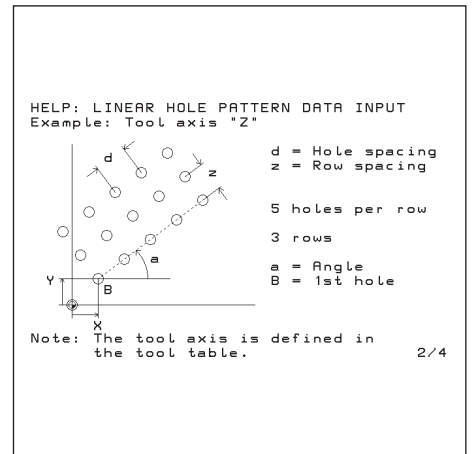 HELP: LINEAR HOLE PATTERN DATA INPUT
Example: Tool axis "Z"
d
z
d = Hole spacing
z = Row spacing
5 holes per row
3 rows
a
a = Angle
B = 1st hole
Y
B
X
Note: The tool axis is defined in
the tool table.
2/4